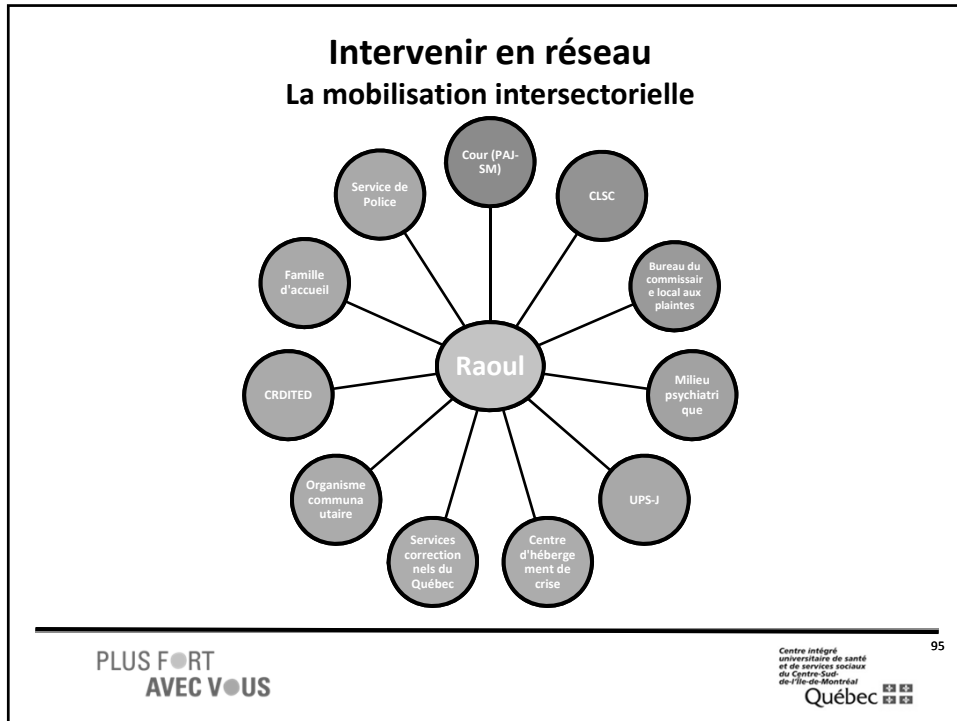 Intervenir en réseau
La mobilisation intersectorielle
Cour (PAJ-
SM)
CLSC
Bureau du
commissair
e local aux
plaintes
Milieu
psychiatri
que
UPS-J
Centre
d'héberge
ment de
crise
Services
correction
nels du
Québec
Organisme
communa
utaire
CRDITED
Famille
d'accueil
Service de
Police
Raoul
PLUS FORT
AVEC VOUS
Centre intégré
universitaire de santé
et de services sociaux
du Centre-Sud-
de-l'Île-de-Montréal
Québec
95